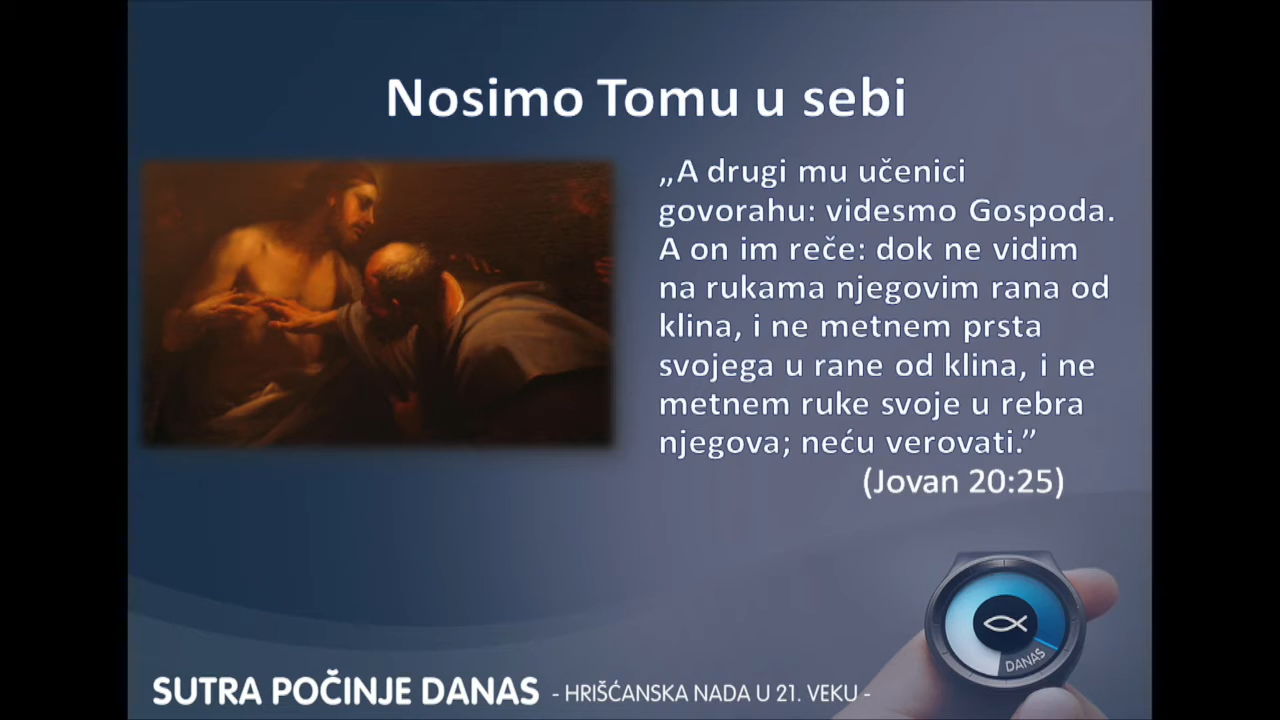 Nosimo Tomu u sebi
„A drugi mu učenici
govorahu: videsmo Gospoda.
A on im reče: dok ne vidim
na rukama njegovim rana od
klina, i ne metnem prsta
svojega u rane od klina, i ne
metnem ruke svoje u rebra
njegova; neću verovati.”
(Jovan 20:25)
DANAS
SUTRA POČINJE DANAS - HRIŠĆANSKA NADA U 21. VEKU -